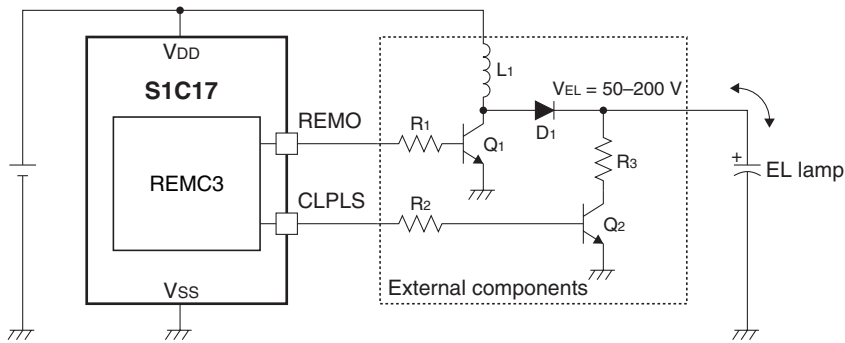 VDD
S1C17
REMC3
REMO
CLPLS
VSS
R1
R2
L1
Q1
D1
VEL = 50–200 V
R3
Q2
External components
+
EL lamp